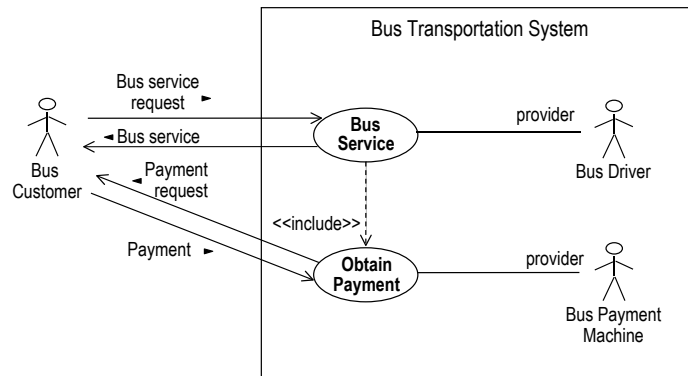 Bus Transportation System
Bus service
request
Bus service
Bus
Customer
Payment
request
Payment
Bus
Service
provider
Bus Driver
<<include>>
Obtain
Payment
provider
Bus Payment
Machine